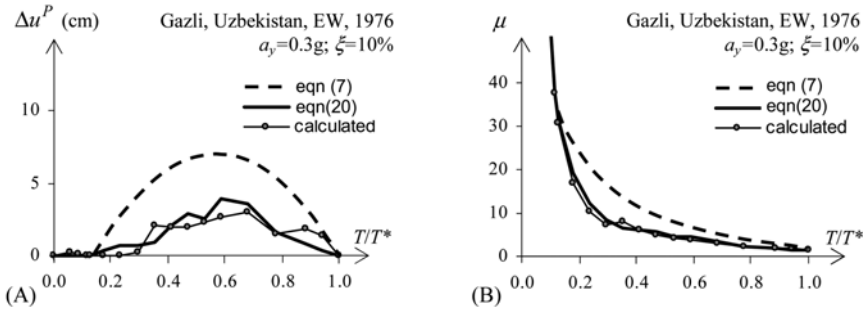 Δu^P (cm)
Gazli, Uzbekistan, EW, 1976
a_y=0.3g; ξ=10%
10
5
0
eqn (7)
eqn(20)
calculated
T/T*
0.0 0.2 0.4 0.6 0.8 1.0
(A)
μ
Gazli, Uzbekistan, EW, 1976
a_y=0.3g; ξ=10%
40
30
20
10
0
eqn (7)
eqn(20)
calculated
T/T*
0.0 0.2 0.4 0.6 0.8 1.0
(B)